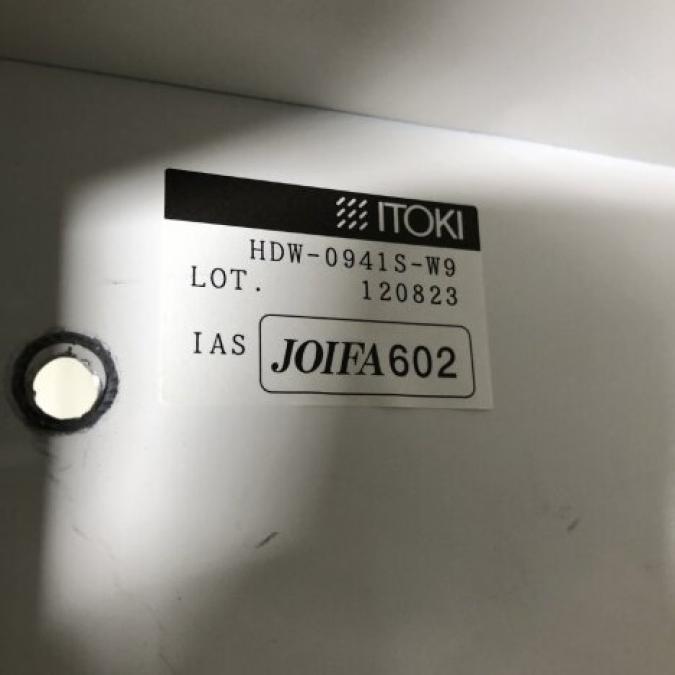 ITOKI
HDW-0941S-W9
LOT. 120823
IAS JOIFA602